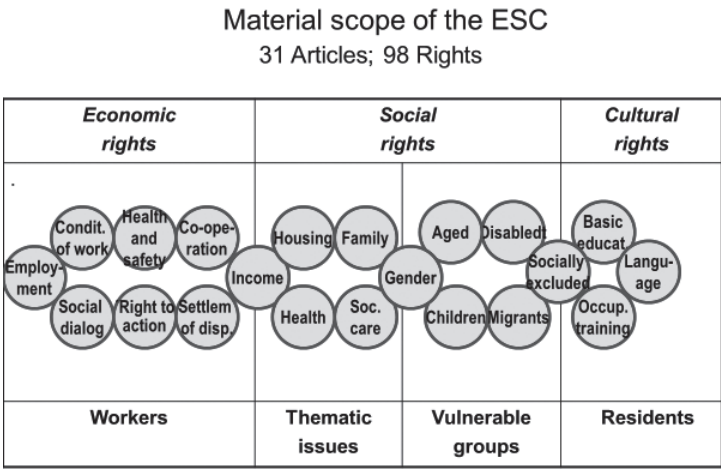 Material scope of the ESC
31 Articles; 98 Rights
Economic
rights
Social
rights
Cultural
rights
Employ-
ment
Condit.
of work
Health
and
safety
Co-ope-
ration
Social
dialog
Right to
action
Settlem
of disp.
Income
Housing
Family
Health
Soc.
care
Gender
Aged
Disabledt
Children
Migrants
Socially
excluded
Basic
educat.
Langu-
age
Occup.
training
Workers
Thematic
issues
Vulnerable
groups
Residents